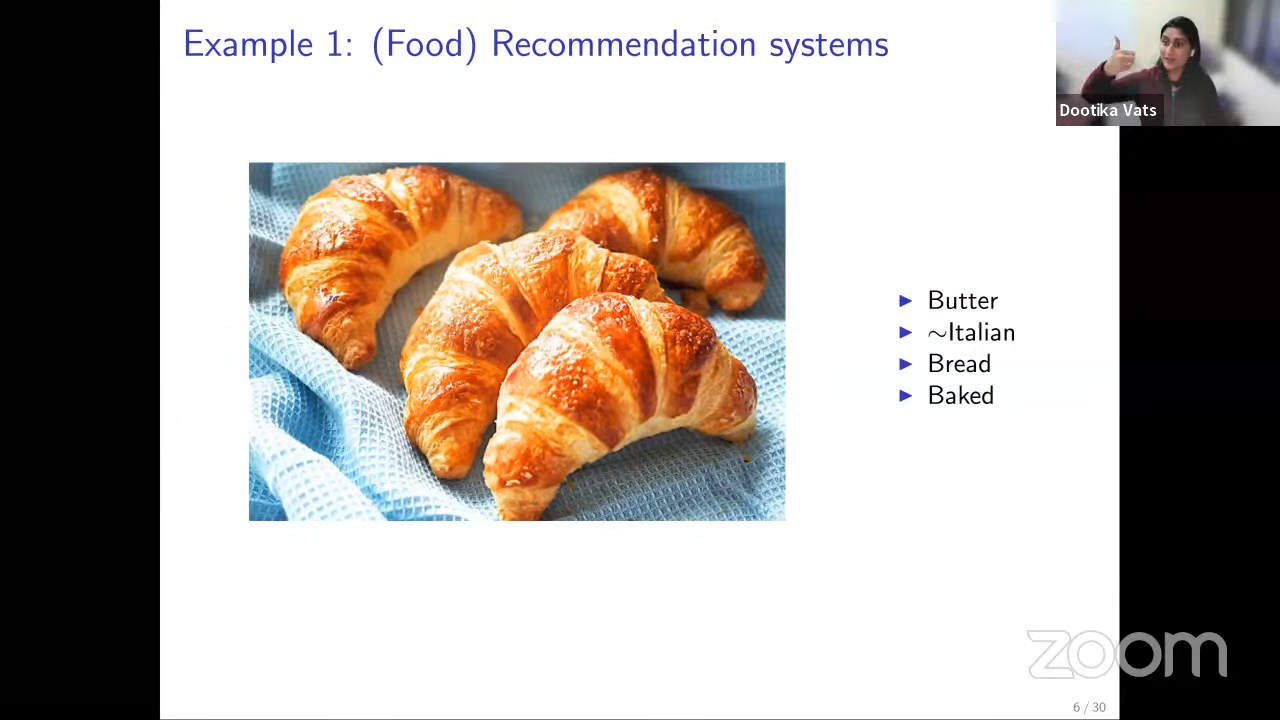 Example 1: (Food) Recommendation systems
Dootika Vats
▶ Butter
▶ ~Italian
▶ Bread
▶ Baked
zoom
6 / 30